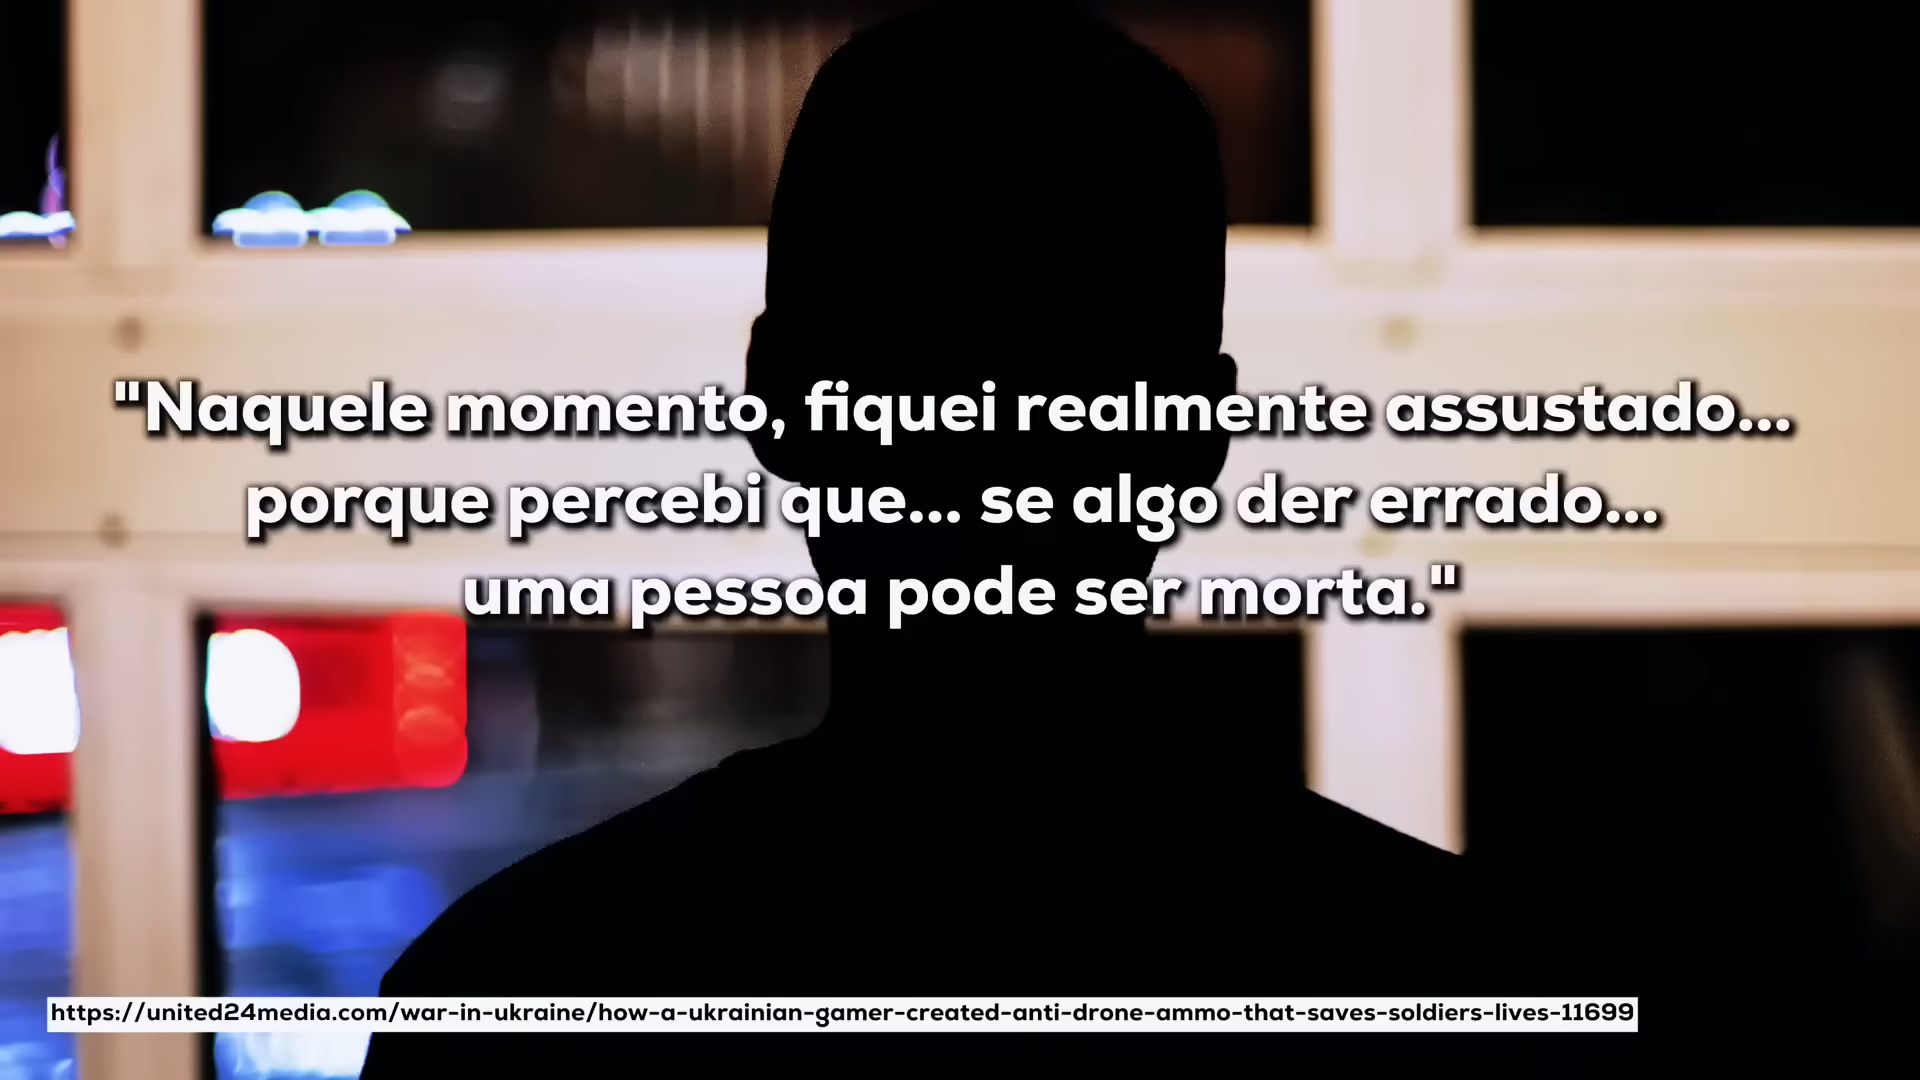 "Naquele momento, fiquei realmente assustado...
porque percebi que... se algo der errado...
uma pessoa pode ser morta."
https://united24media.com/war-in-ukraine/how-a-ukrainian-gamer-created-anti-drone-ammo-that-saves-soldiers-lives-11699